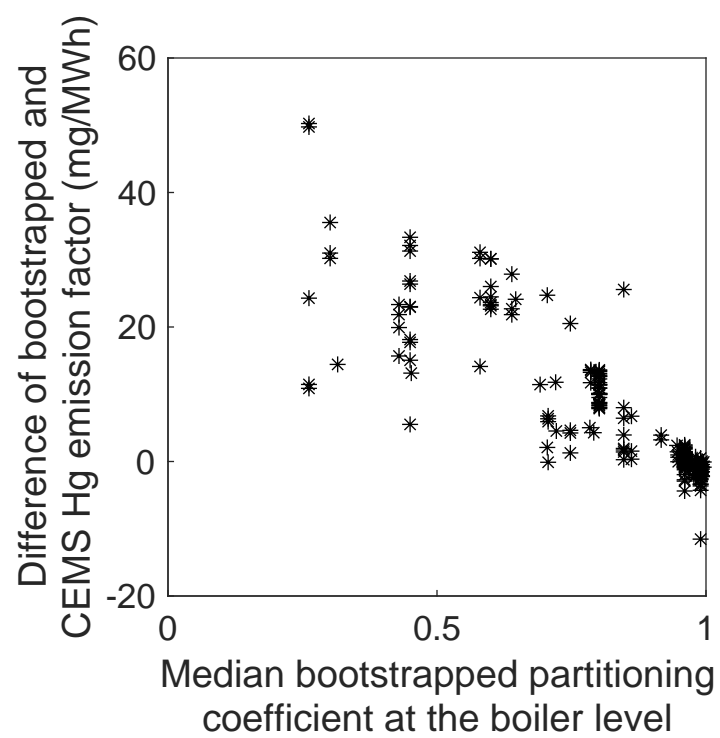 Difference of bootstrapped and
CEMS Hg emission factor (mg/MWh)
60
40
20
0
-20
0
0.5
1
Median bootstrapped partitioning
coefficient at the boiler level